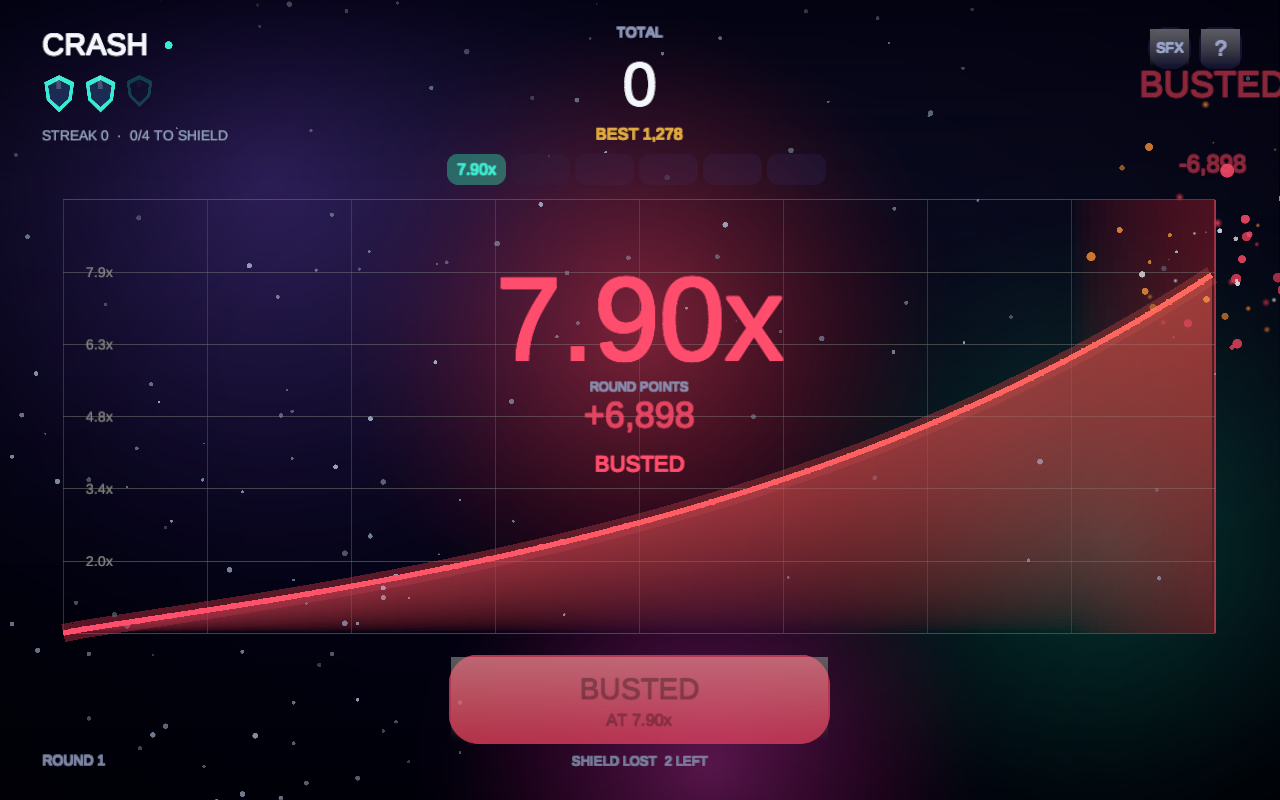 CRASH
STREAK 0 · 0/4 TO SHIELD
TOTAL
0
BEST 1,278
SFX
?
BUSTED
-6,898
7.90x
7.9x
6.3x
4.8x
3.4x
2.0x
7.90x
ROUND POINTS
+6,898
BUSTED
BUSTED
AT 7.90x
ROUND 1
SHIELD LOST 2 LEFT